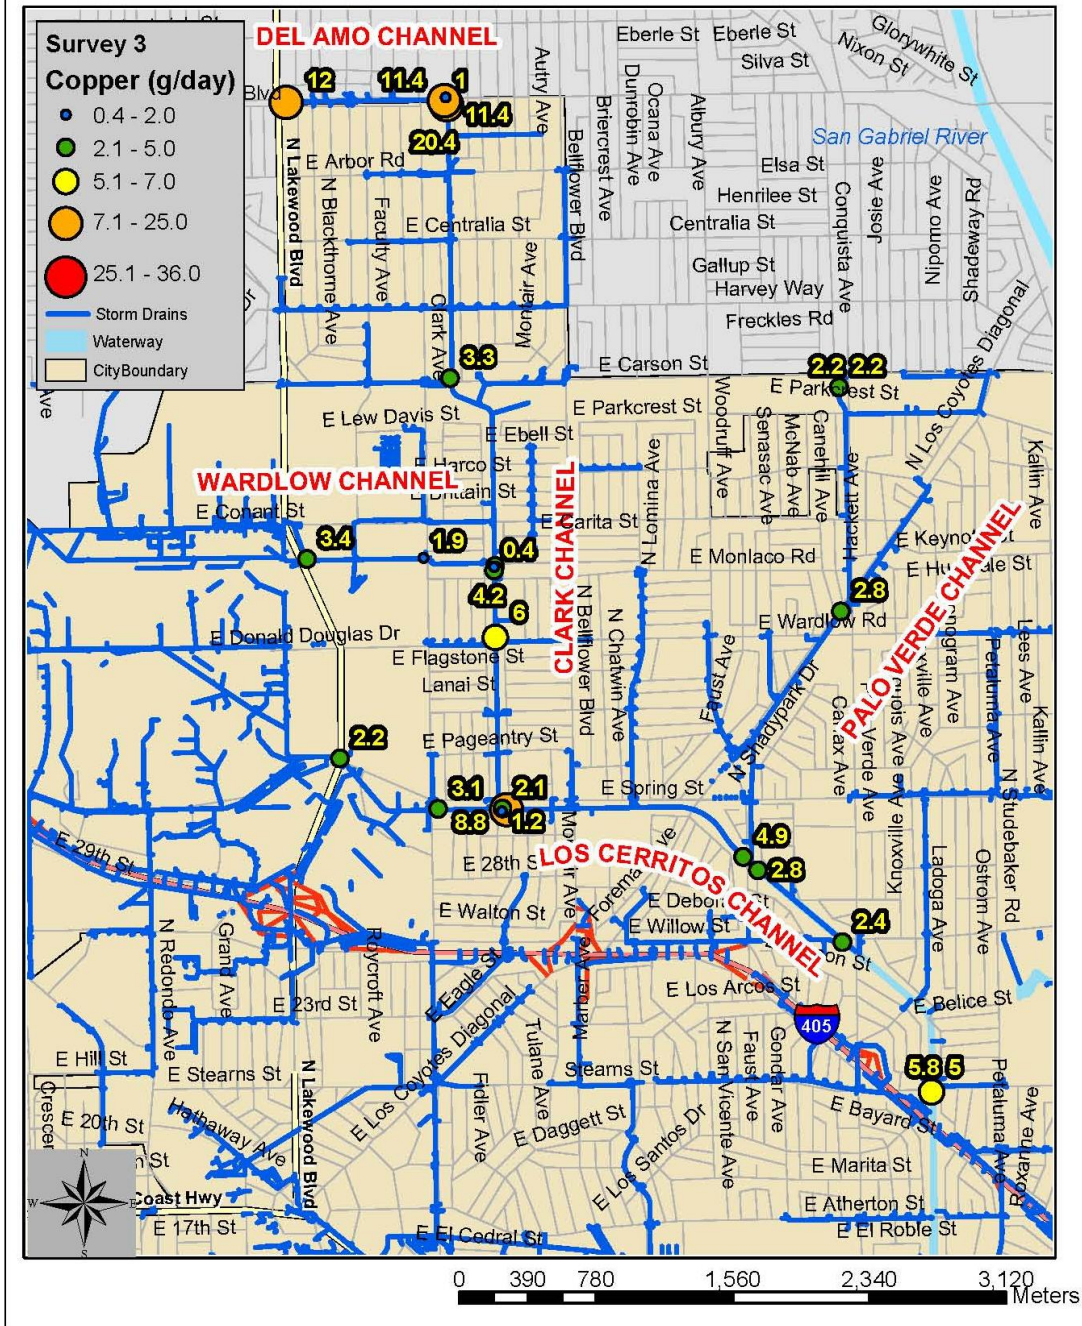 Survey 3
Copper (g/day)
0.4 - 2.0
2.1 - 5.0
5.1 - 7.0
7.1 - 25.0
25.1 - 36.0
Storm Drains
Waterway
CityBoundary
DEL AMO CHANNEL
Eberle St
Eberle St
Glorywhite St
Nixon St
Silva St
Autry Ave
Blvd
12
11.4
1
11.4
20.4
Dunrobin Ave
Ocana Ave
Albury Ave
Briercrest Ave
Bellflower Blvd
San Gabriel River
E Arbor Rd
Elsa St
Josie Ave
N Lakewood Blvd
N Blackthorne Ave
Faculty Ave
Henrilee St
Conquista Ave
Nipomo Ave
Shadeway Rd
E Centralia St
Centralia St
Gallup St
Harvey Way
Freckles Rd
Clark Ave
3.3
E Carson St
2.2
2.2
E Parkcrest St
N Los Coyotes Diagonal
Ave
E Lew Davis St
E Parkcrest St
Woodruff Ave
Senasac Ave
McNab Ave
Canehill Ave
E Ebell St
E Harco St
WARDLOW CHANNEL
N Lomina Ave
Hackett Ave
Kallin Ave
E Conant St
CLARK CHANNEL
E Carita St
3.4
1.9
0.4
E Monlaco Rd
4.2
6
2.8
E Wardlow Rd
PALO VERDE CHANNEL
E Donald Douglas Dr
E Flagstone St
Lanai St
N Bellflower Blvd
N Chatwin Ave
Faust Ave
N Shadypark Dr
Petaluma Ave
Lees Ave
Kallin Ave
2.2
E Pageantry St
E Spring St
Knoxville Ave
N Studebaker Rd
3.1
2.1
8.8
1.2
E 29th St
4.9
2.8
LOS CERRITOS CHANNEL
E Walton St
E Willow St
Ladoga Ave
Ostrom Ave
2.4
N Redondo Ave
Grand Ave
Roycroft Ave
E Eagle St
E 23rd St
E Los Arcos St
E Belice St
405
E Los Coyotes Diagonal
Tulane Ave
N San Vicente Ave
Faust Ave
Gondar Ave
E Hill St
E Stearns St
Stearns St
5.8
5
N Lakewood Blvd
Fidler Ave
E 20th St
Hathaway Ave
E Daggett St
E Los Santos Dr
E Bayard St
Petaluma Ave
Roxanne Ave
E Marita St
N
W
E
S
Coast Hwy
E 17th St
E Atherton St
E El Cedral St
E El Roble St
0 390 780 1,560 2,340 3,120
Meters